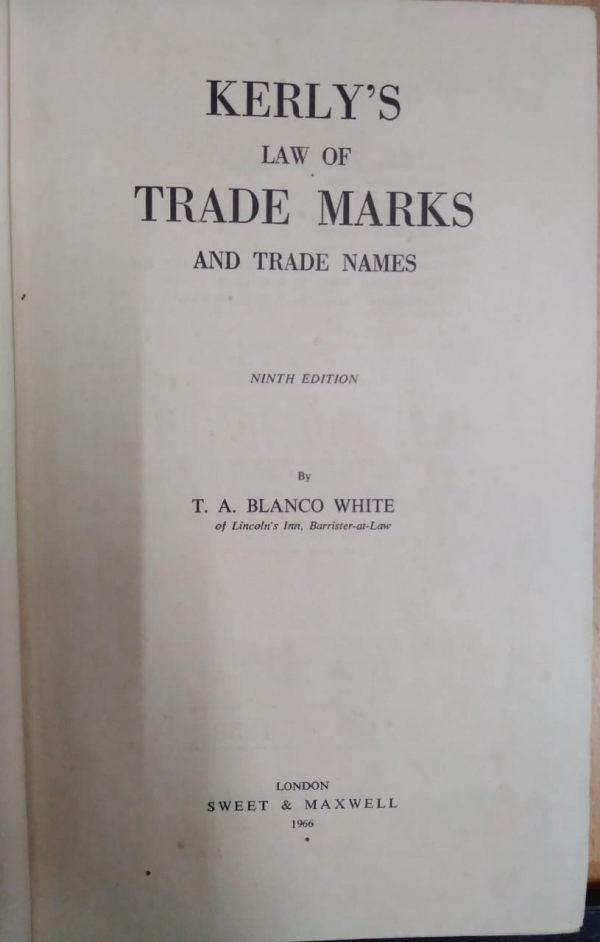 KERLY'S
LAW OF
TRADE MARKS
AND TRADE NAMES
NINTH EDITION
By
T. A. BLANCO WHITE
of Lincoln's Inn, Barrister-at-Law
LONDON
SWEET & MAXWELL
1966